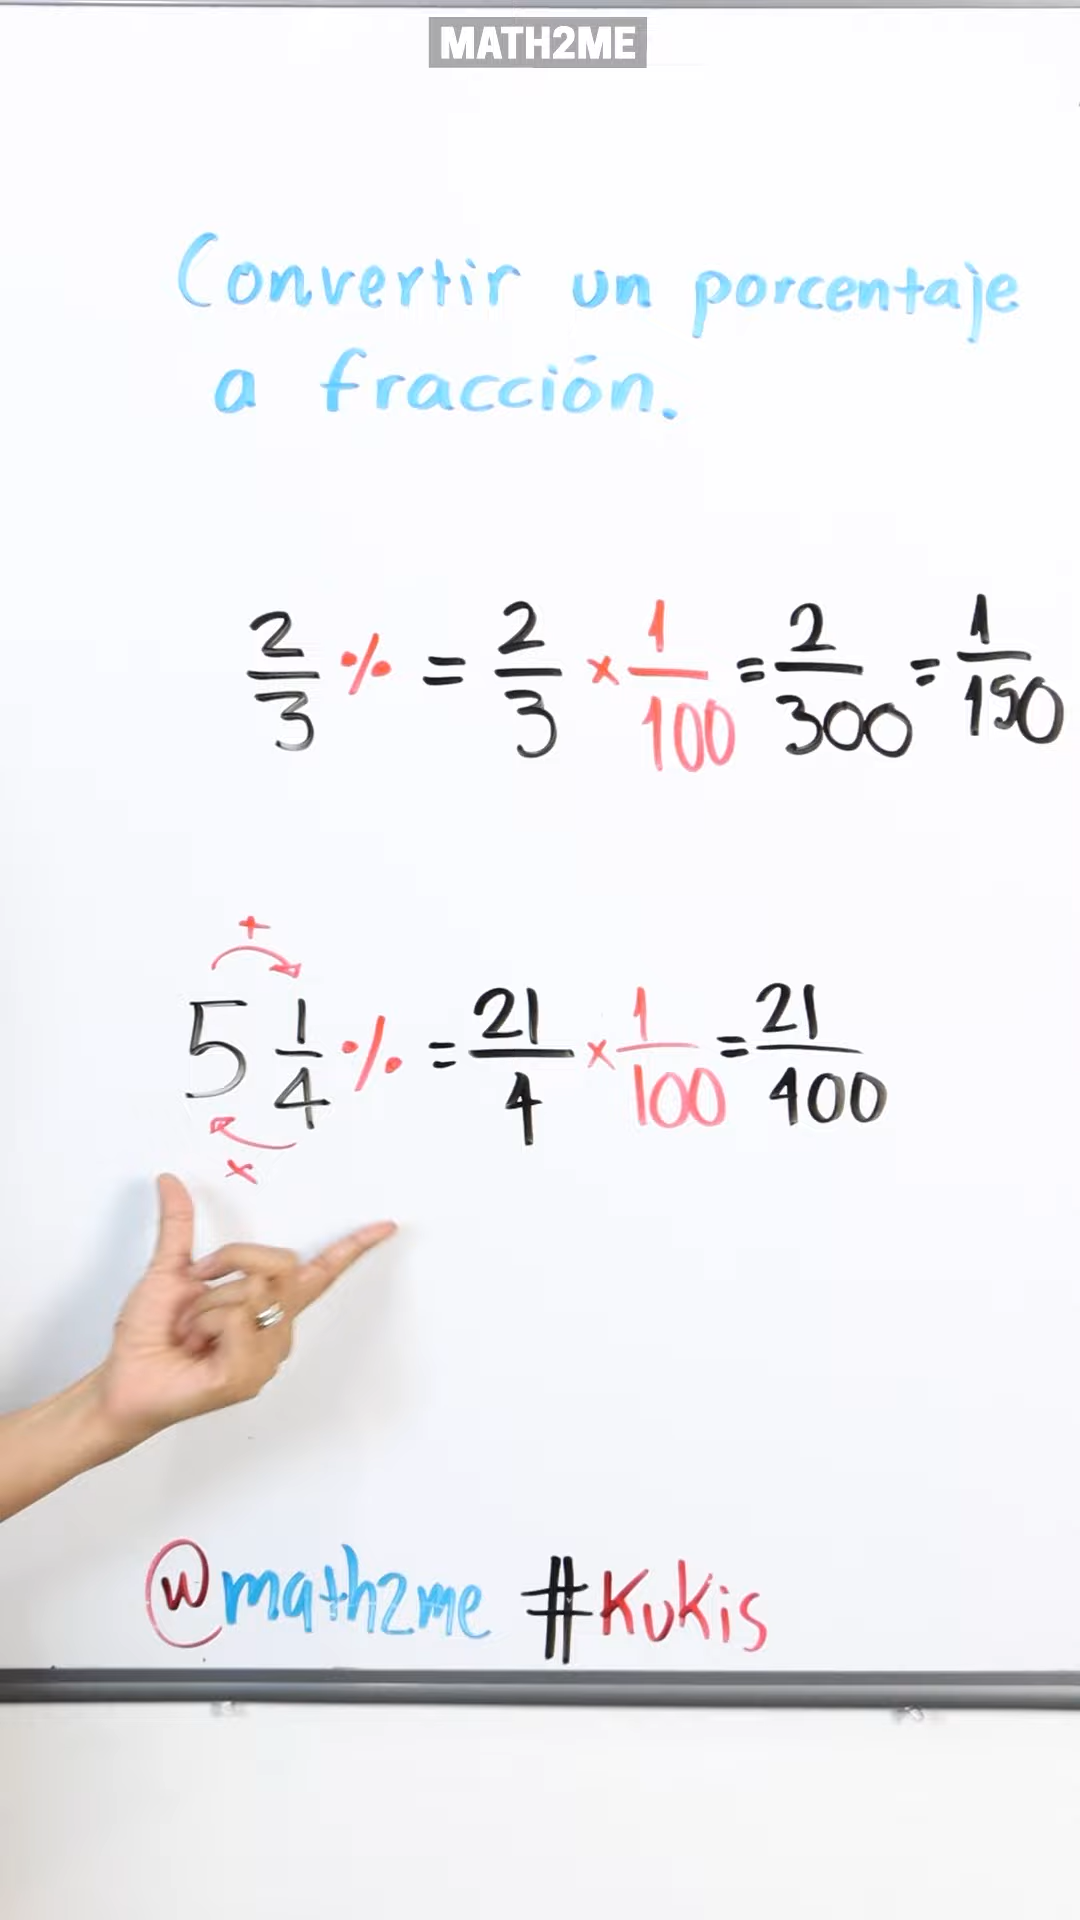 MATH2ME
Convertir un porcentaje
a fracción.
2/3 % = 2/3 × 1/100 = 2/300 = 1/150
+
5 1/4 % = 21/4 × 1/100 = 21/400
×
@math2me #Kukis